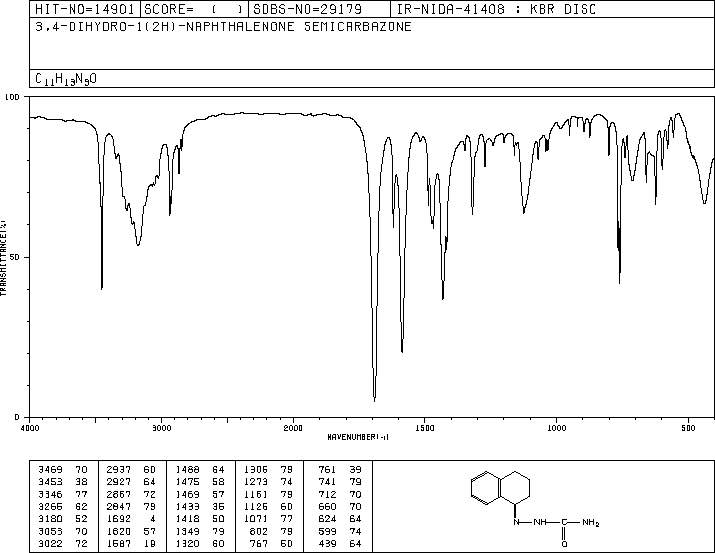 HIT-NO=14901 SCORE= ( ) SDBS-NO=29179 IR-NIDA-41408 : KBR DISC
3,4-DIHYDRO-1(2H)-NAPHTHALENONE SEMICARBAZONE
C11H13N3O
100
50
0
TRANSMITTANCE(%)
4000 3000 2000 1500 1000 500
WAVENUMBER(-1)
3469 70 2937 60 1488 64 1306 79 761 39
3453 38 2927 64 1475 58 1273 74 741 79
3346 77 2867 72 1469 57 1161 79 712 70
3266 62 2847 79 1433 35 1126 60 660 70
3180 52 1692 4 1418 50 1071 77 624 64
3053 70 1620 57 1349 79 802 79 599 74
3022 72 1587 19 1320 60 767 50 439 64
N NH C NH2
O